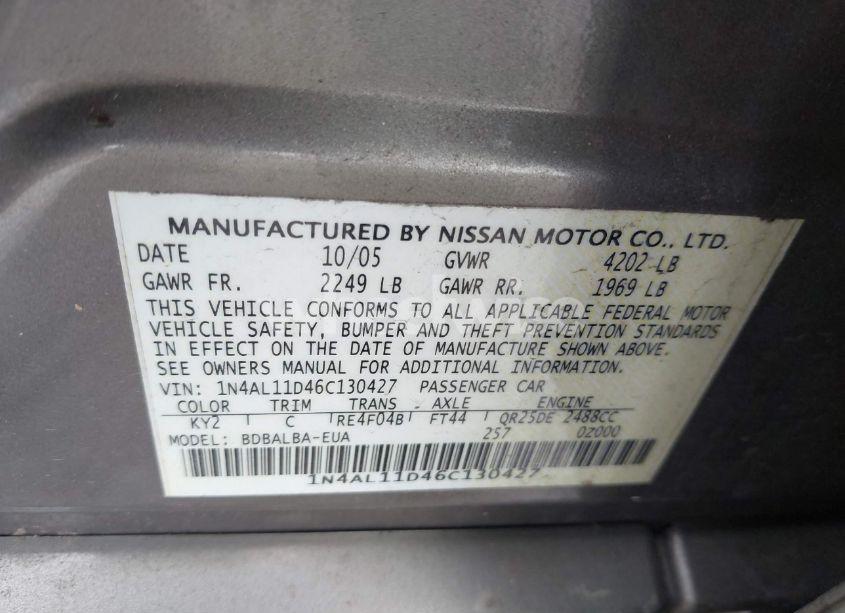 MANUFACTURED BY NISSAN MOTOR CO., LTD.
DATE 10/05 GVWR 4202 LB
GAWR FR. 2249 LB GAWR RR. 1969 LB
THIS VEHICLE CONFORMS TO ALL APPLICABLE FEDERAL MOTOR
VEHICLE SAFETY, BUMPER AND THEFT PREVENTION STANDARDS
IN EFFECT ON THE DATE OF MANUFACTURE SHOWN ABOVE.
SEE OWNERS MANUAL FOR ADDITIONAL INFORMATION.
VIN: 1N4AL11D46C130427 PASSENGER CAR
COLOR TRIM TRANS AXLE ENGINE
KY2 C RE4F04B FT44 QR25DE 2488CC
MODEL: BDBALBA-EUA 257 0Z000
1N4AL11D46C130427